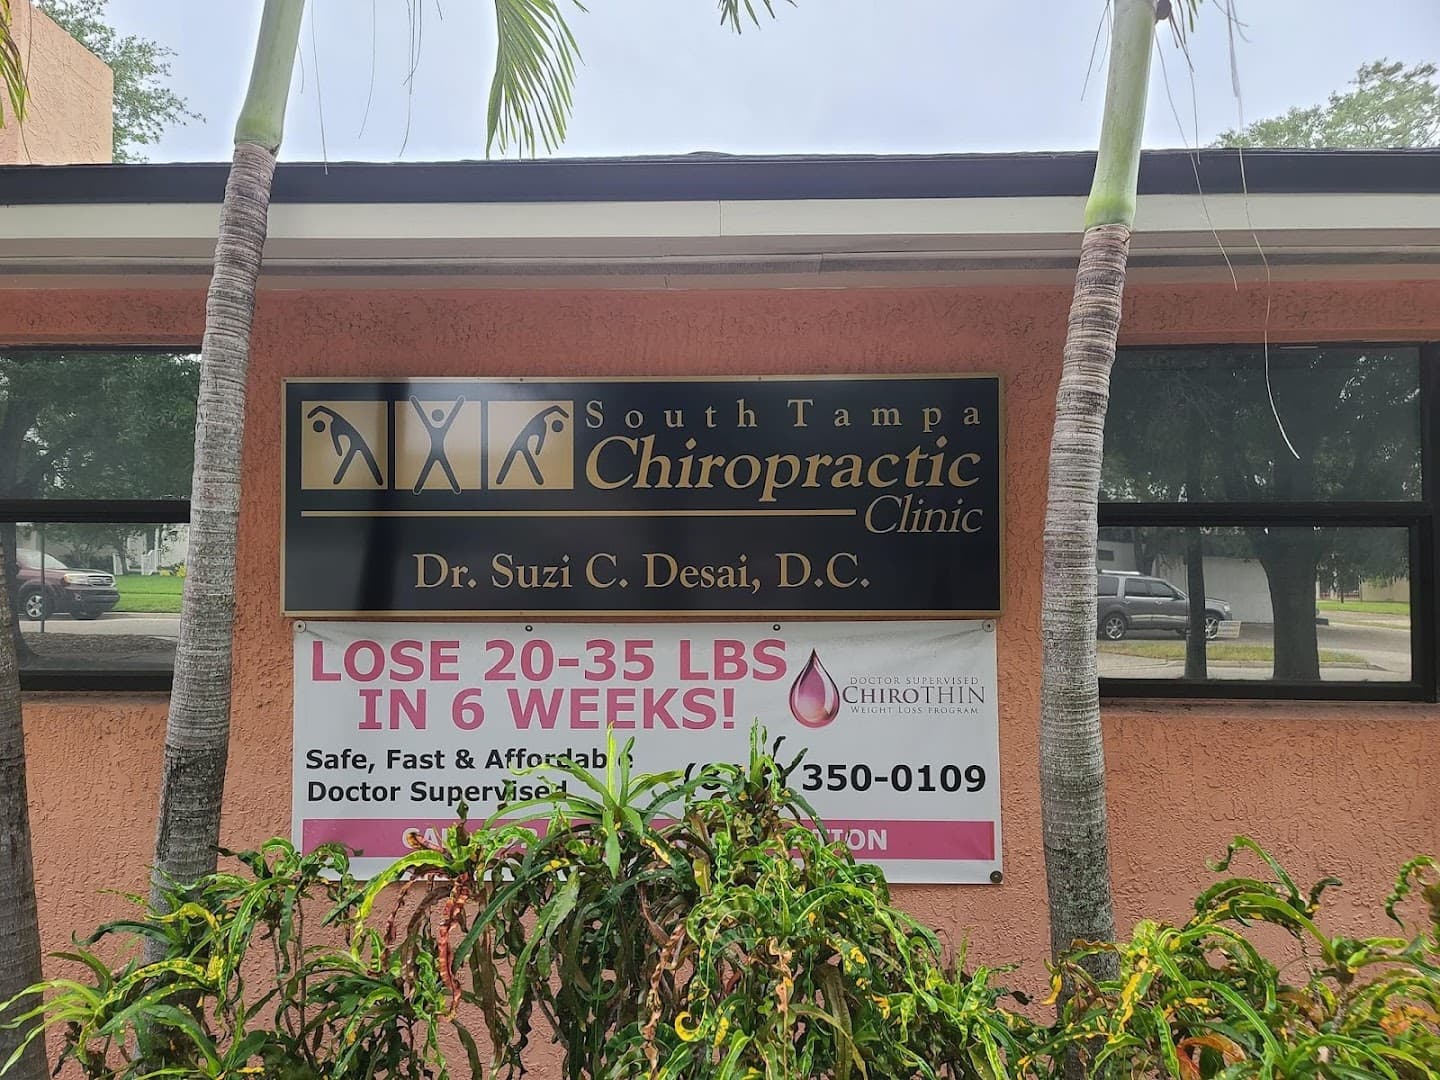 South Tampa
Chiropractic
Clinic
Dr. Suzi C. Desai, D.C.
LOSE 20-35 LBS
IN 6 WEEKS!
DOCTOR SUPERVISED
CHIROTHIN
WEIGHT LOSS PROGRAM
Safe, Fast & Affordable
Doctor Supervised
350-0109